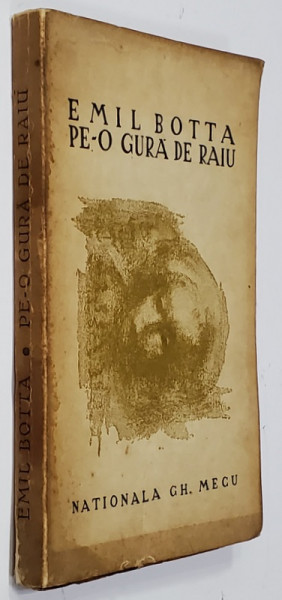 EMIL BOTTA
PE-O GURĂ DE RAIU
NATIONALA GH. MECU
EMIL BOTTA • PE-O GURĂ DE RAIU